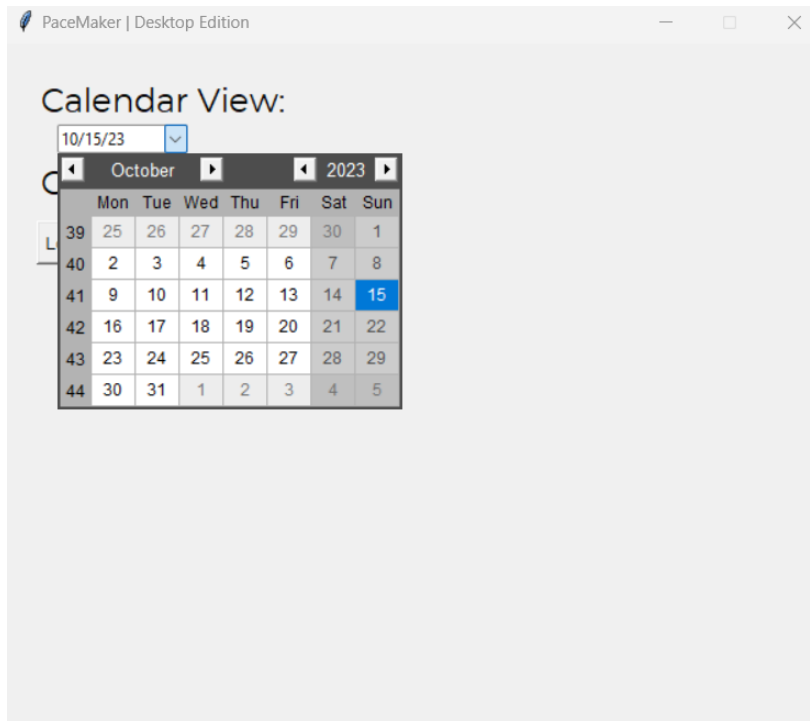 PaceMaker | Desktop Edition
Calendar View:
10/15/23
October 2023
Mon Tue Wed Thu Fri Sat Sun
39 25 26 27 28 29 30 1
40 2 3 4 5 6 7 8
41 9 10 11 12 13 14 15
42 16 17 18 19 20 21 22
43 23 24 25 26 27 28 29
44 30 31 1 2 3 4 5